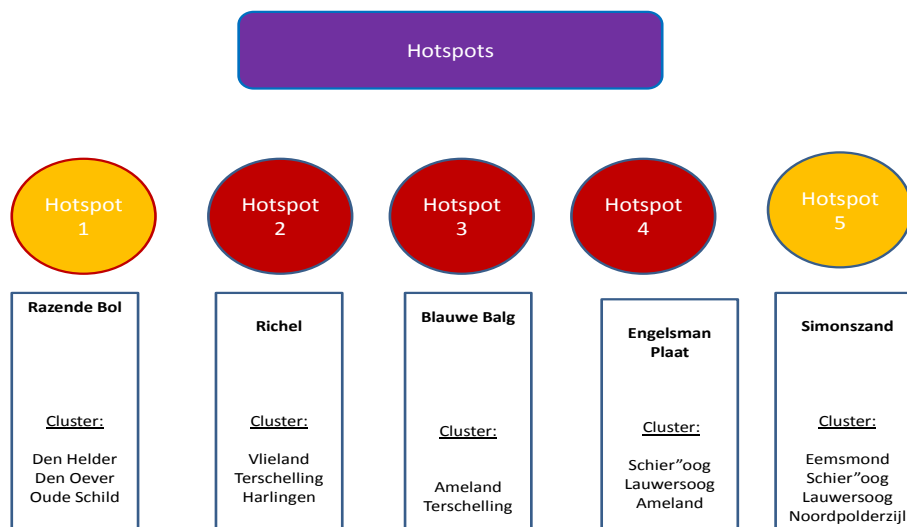 Hotspots
Hotspot
1
Hotspot
2
Hotspot
3
Hotspot
4
Hotspot
5
Razende Bol
Cluster:
Den Helder
Den Oever
Oude Schild
Richel
Cluster:
Vlieland
Terschelling
Harlingen
Blauwe Balg
Cluster:
Ameland
Terschelling
Engelsman
Plaat
Cluster:
Schier”oog
Lauwersoog
Ameland
Simonszand
Cluster:
Eemsmond
Schier”oog
Lauwersoog
Noordpolderzijl